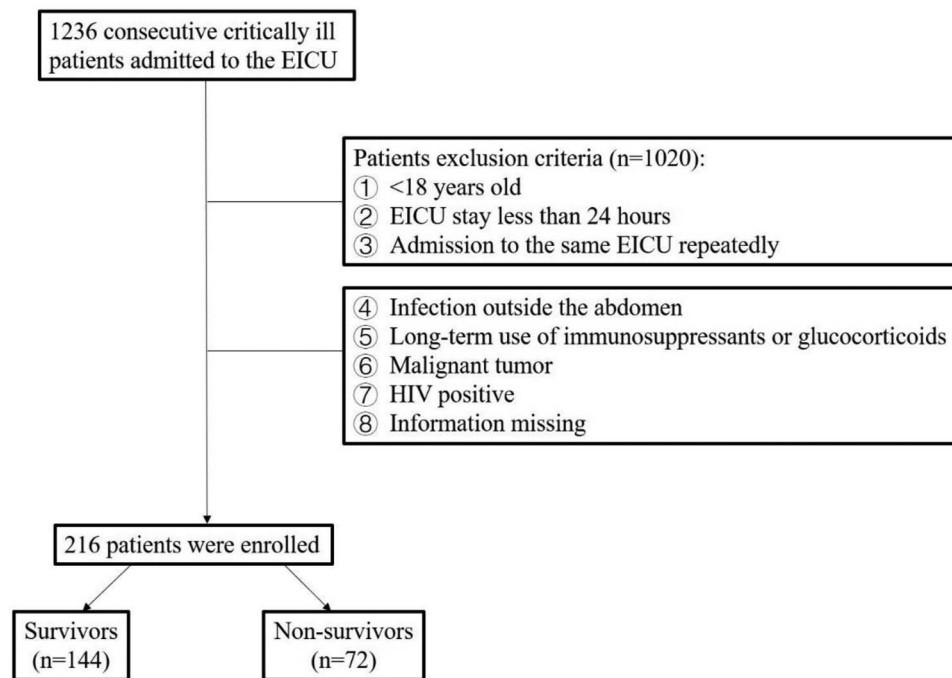 1236 consecutive critically ill
patients admitted to the EICU
Patients exclusion criteria (n=1020):
① <18 years old
② EICU stay less than 24 hours
③ Admission to the same EICU repeatedly
④ Infection outside the abdomen
⑤ Long-term use of immunosuppressants or glucocorticoids
⑥ Malignant tumor
⑦ HIV positive
⑧ Information missing
216 patients were enrolled
Survivors
(n=144)
Non-survivors
(n=72)